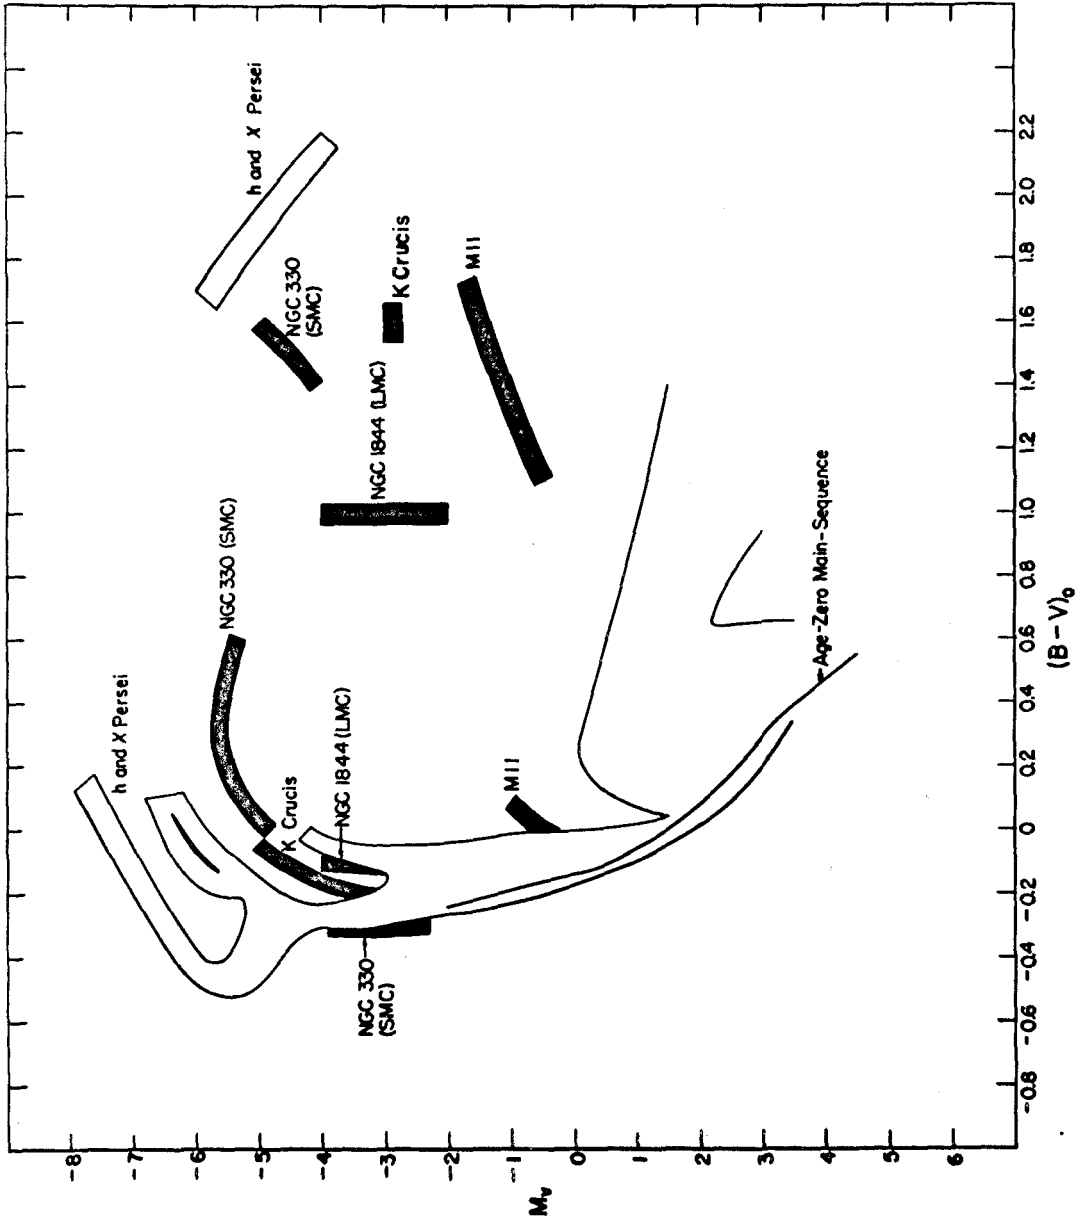 h and X Persei
NGC 330
(SMC)
K Crucis
M11
NGC 1844 (LMC)
NGC 330 (SMC)
h and X Persei
K Crucis
NGC 1844 (LMC)
M11
NGC 330
(SMC)
Age-Zero Main-Sequence
Mv
-8
-7
-6
-5
-4
-3
-2
-1
0
1
2
3
4
5
6
-0.8
-0.6
-0.4
-0.2
0
0.2
0.4
0.6
0.8
1.0
1.2
1.4
1.6
1.8
2.0
2.2
(B-V)o